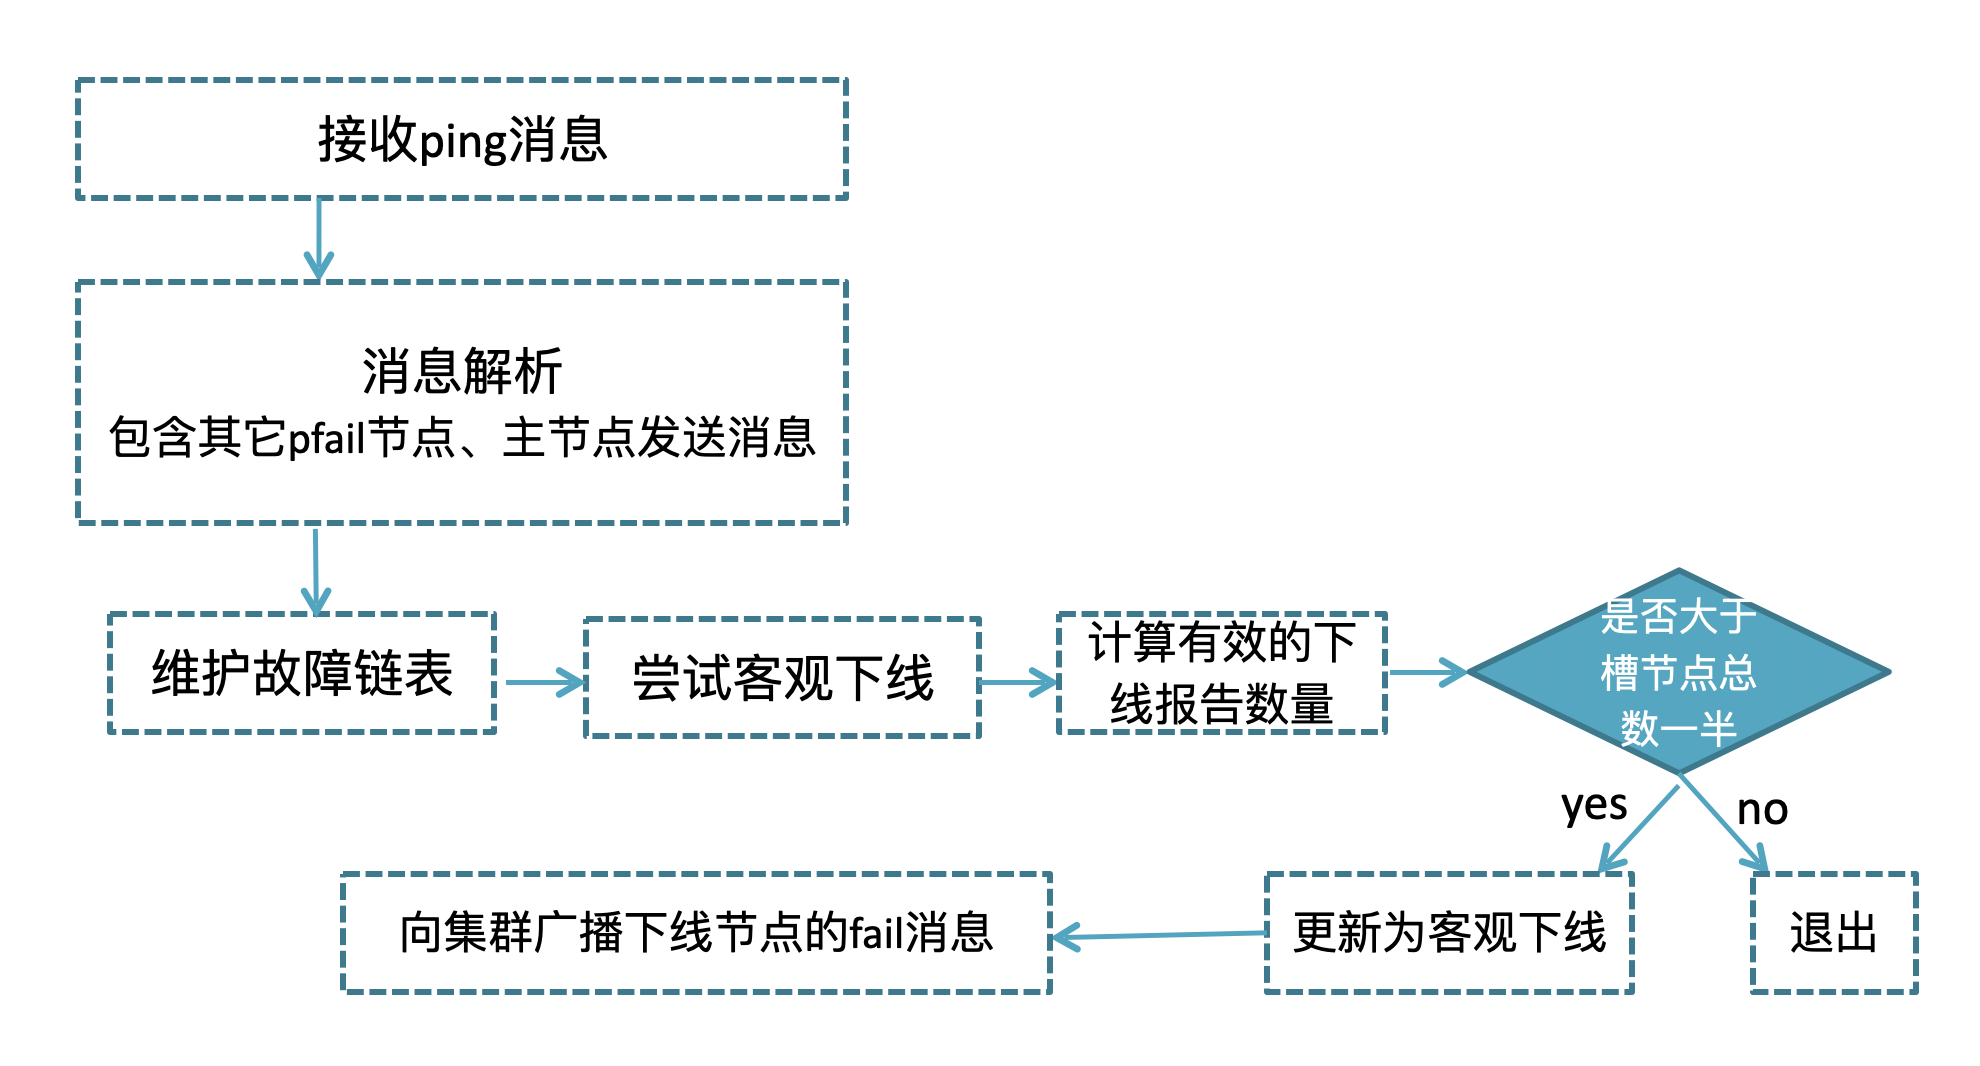 接收ping消息
消息解析
包含其它pfail节点、主节点发送消息
维护故障链表
尝试客观下线
计算有效的下
线报告数量
是否大于
槽节点总
数一半
yes
no
向集群广播下线节点的fail消息
更新为客观下线
退出